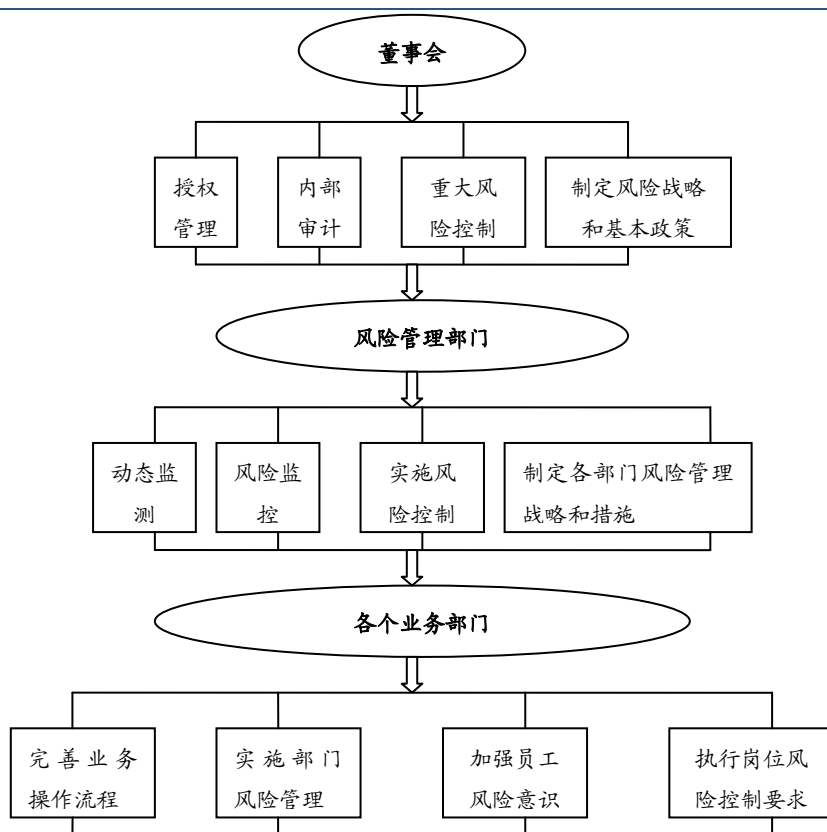 董事会
授权
管理
内部
审计
重大风
险控制
制定风险战略
和基本政策
风险管理部门
动态监
测
风险监
控
实施风
险控制
制定各部门风险管理
战略和措施
各个业务部门
完善业务
操作流程
实施部门
风险管理
加强员工
风险意识
执行岗位风
险控制要求